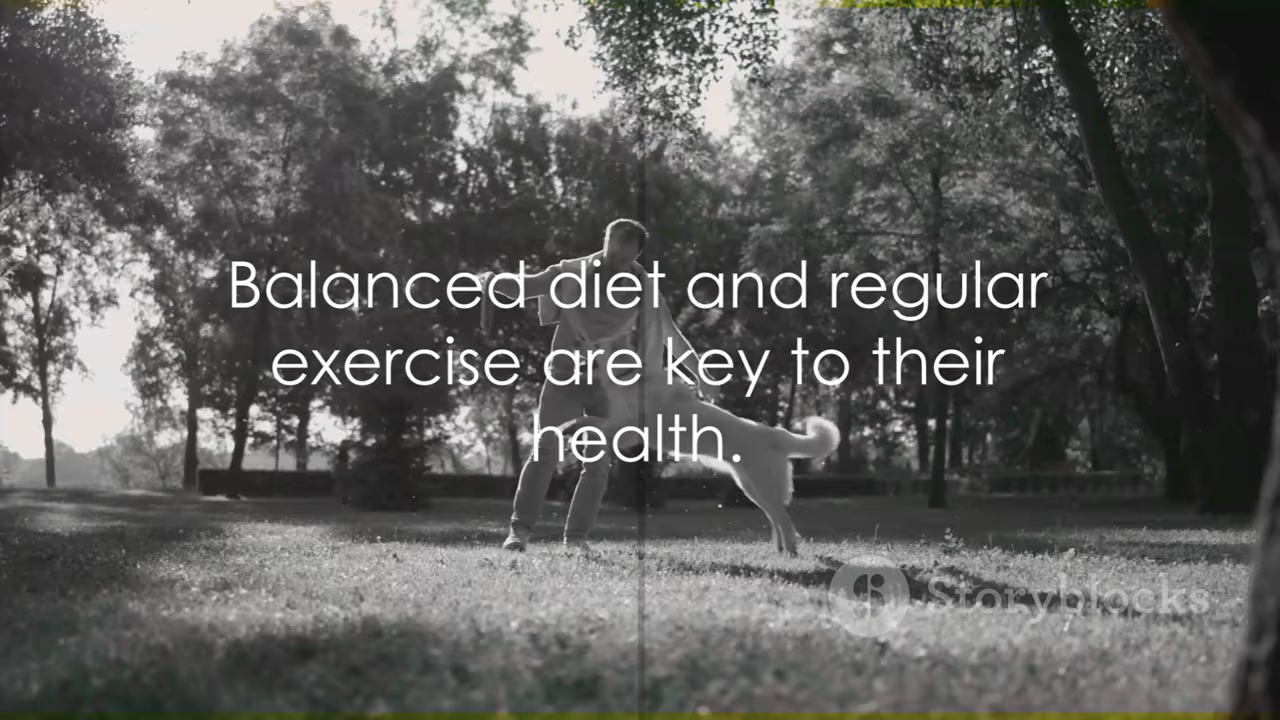 Balanced diet and regular
exercise are key to their
health.
Storyblocks